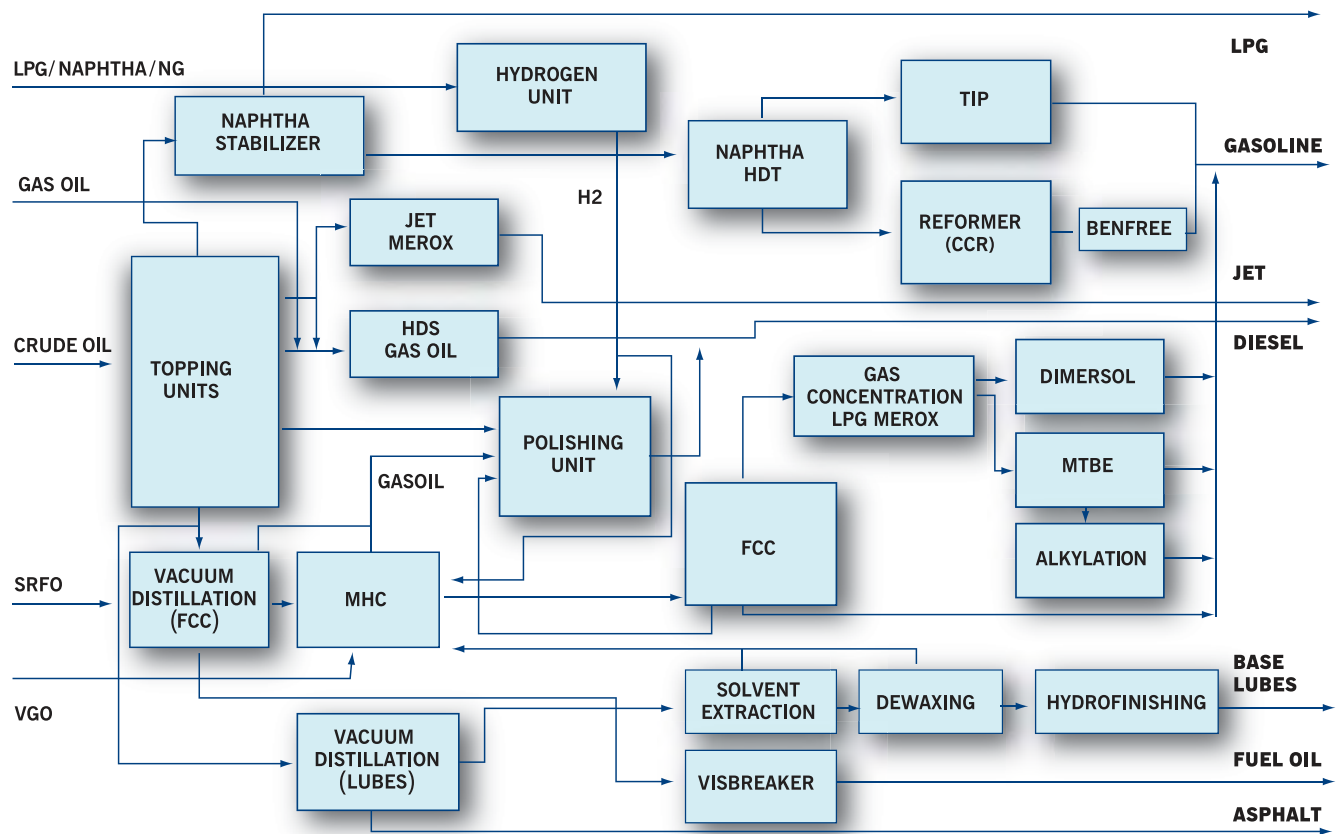 LPG
LPG/NAPHTHA/NG
HYDROGEN
UNIT
TIP
NAPHTHA
STABILIZER
NAPHTHA
HDT
GASOLINE
GAS OIL
H2
JET
MEROX
REFORMER
(CCR)
BENFREE
JET
CRUDE OIL
TOPPING
UNITS
HDS
GAS OIL
DIESEL
GAS
CONCENTRATION
LPG MEROX
DIMERSOL
POLISHING
UNIT
MTBE
GASOIL
FCC
ALKYLATION
SRFO
VACUUM
DISTILLATION
(FCC)
MHC
VGO
SOLVENT
EXTRACTION
DEWAXING
HYDROFINISHING
BASE
LUBES
VACUUM
DISTILLATION
(LUBES)
VISBREAKER
FUEL OIL
ASPHALT